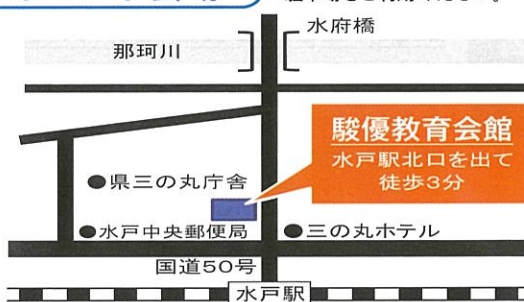 水府橋
那珂川
駿優教育会館
水戸駅北口を出て
徒歩3分
●県三の丸庁舎
●水戸中央郵便局
●三の丸ホテル
国道50号
水戸駅